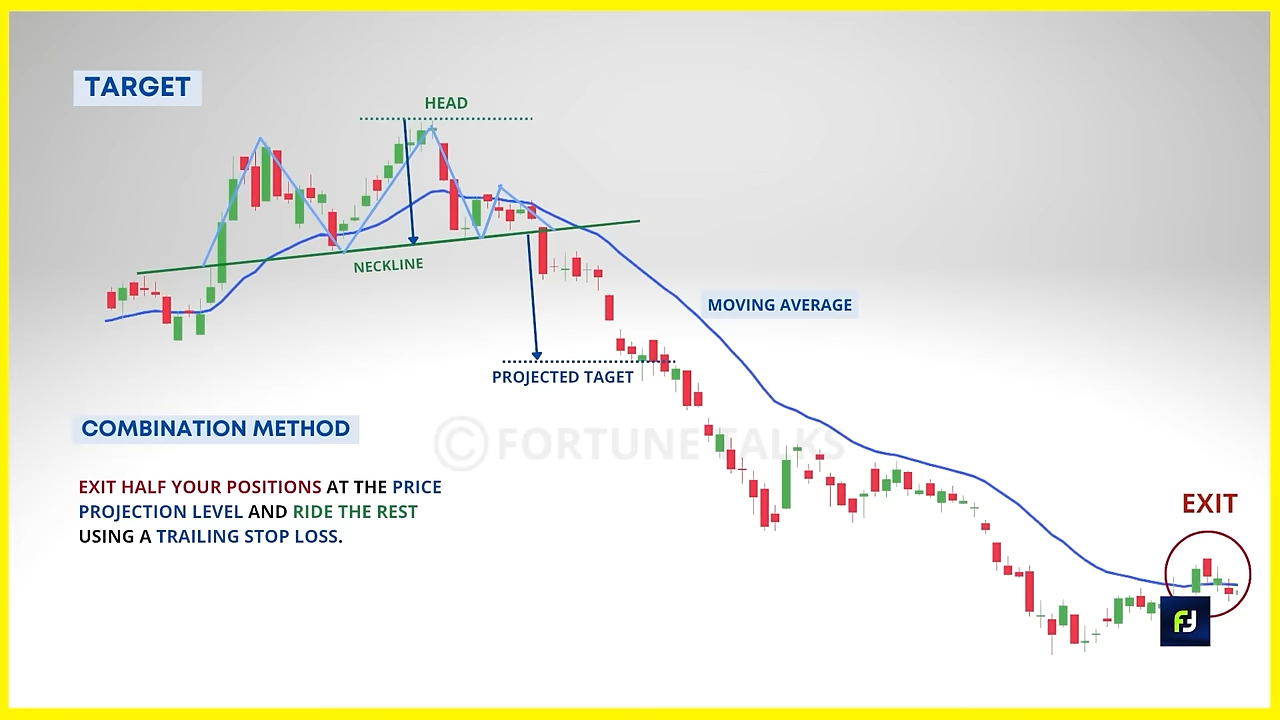 TARGET
HEAD
NECKLINE
MOVING AVERAGE
PROJECTED TAGET
COMBINATION METHOD
© FORTUNE TALKS
EXIT HALF YOUR POSITIONS AT THE PRICE
PROJECTION LEVEL AND RIDE THE REST
USING A TRAILING STOP LOSS.
EXIT